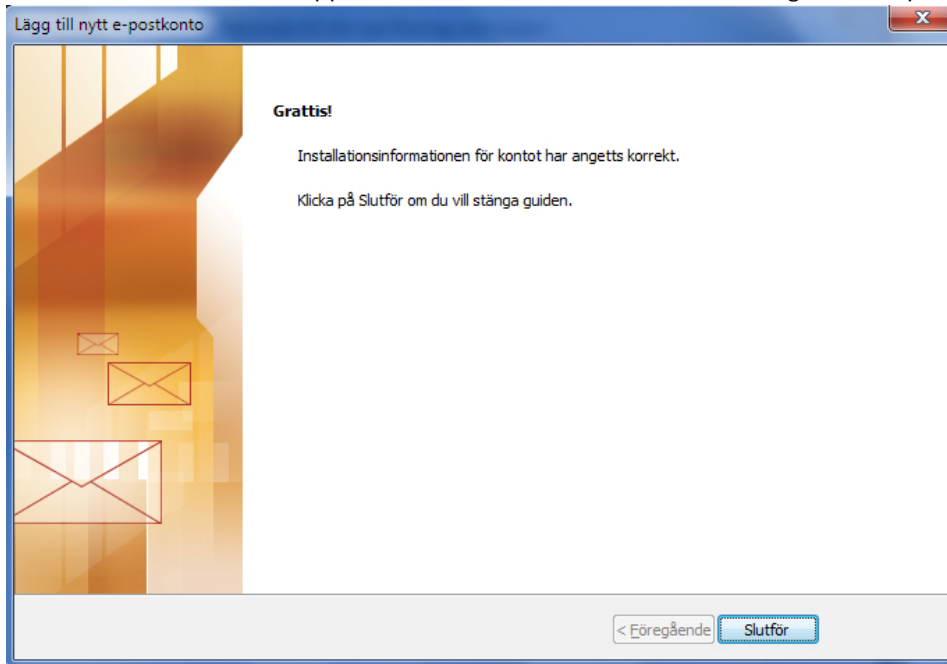 Lägg till nytt e-postkonto
Grattis!
Installationsinformationen för kontot har angetts korrekt.
Klicka på Slutför om du vill stänga guiden.
< Föregående
Slutför